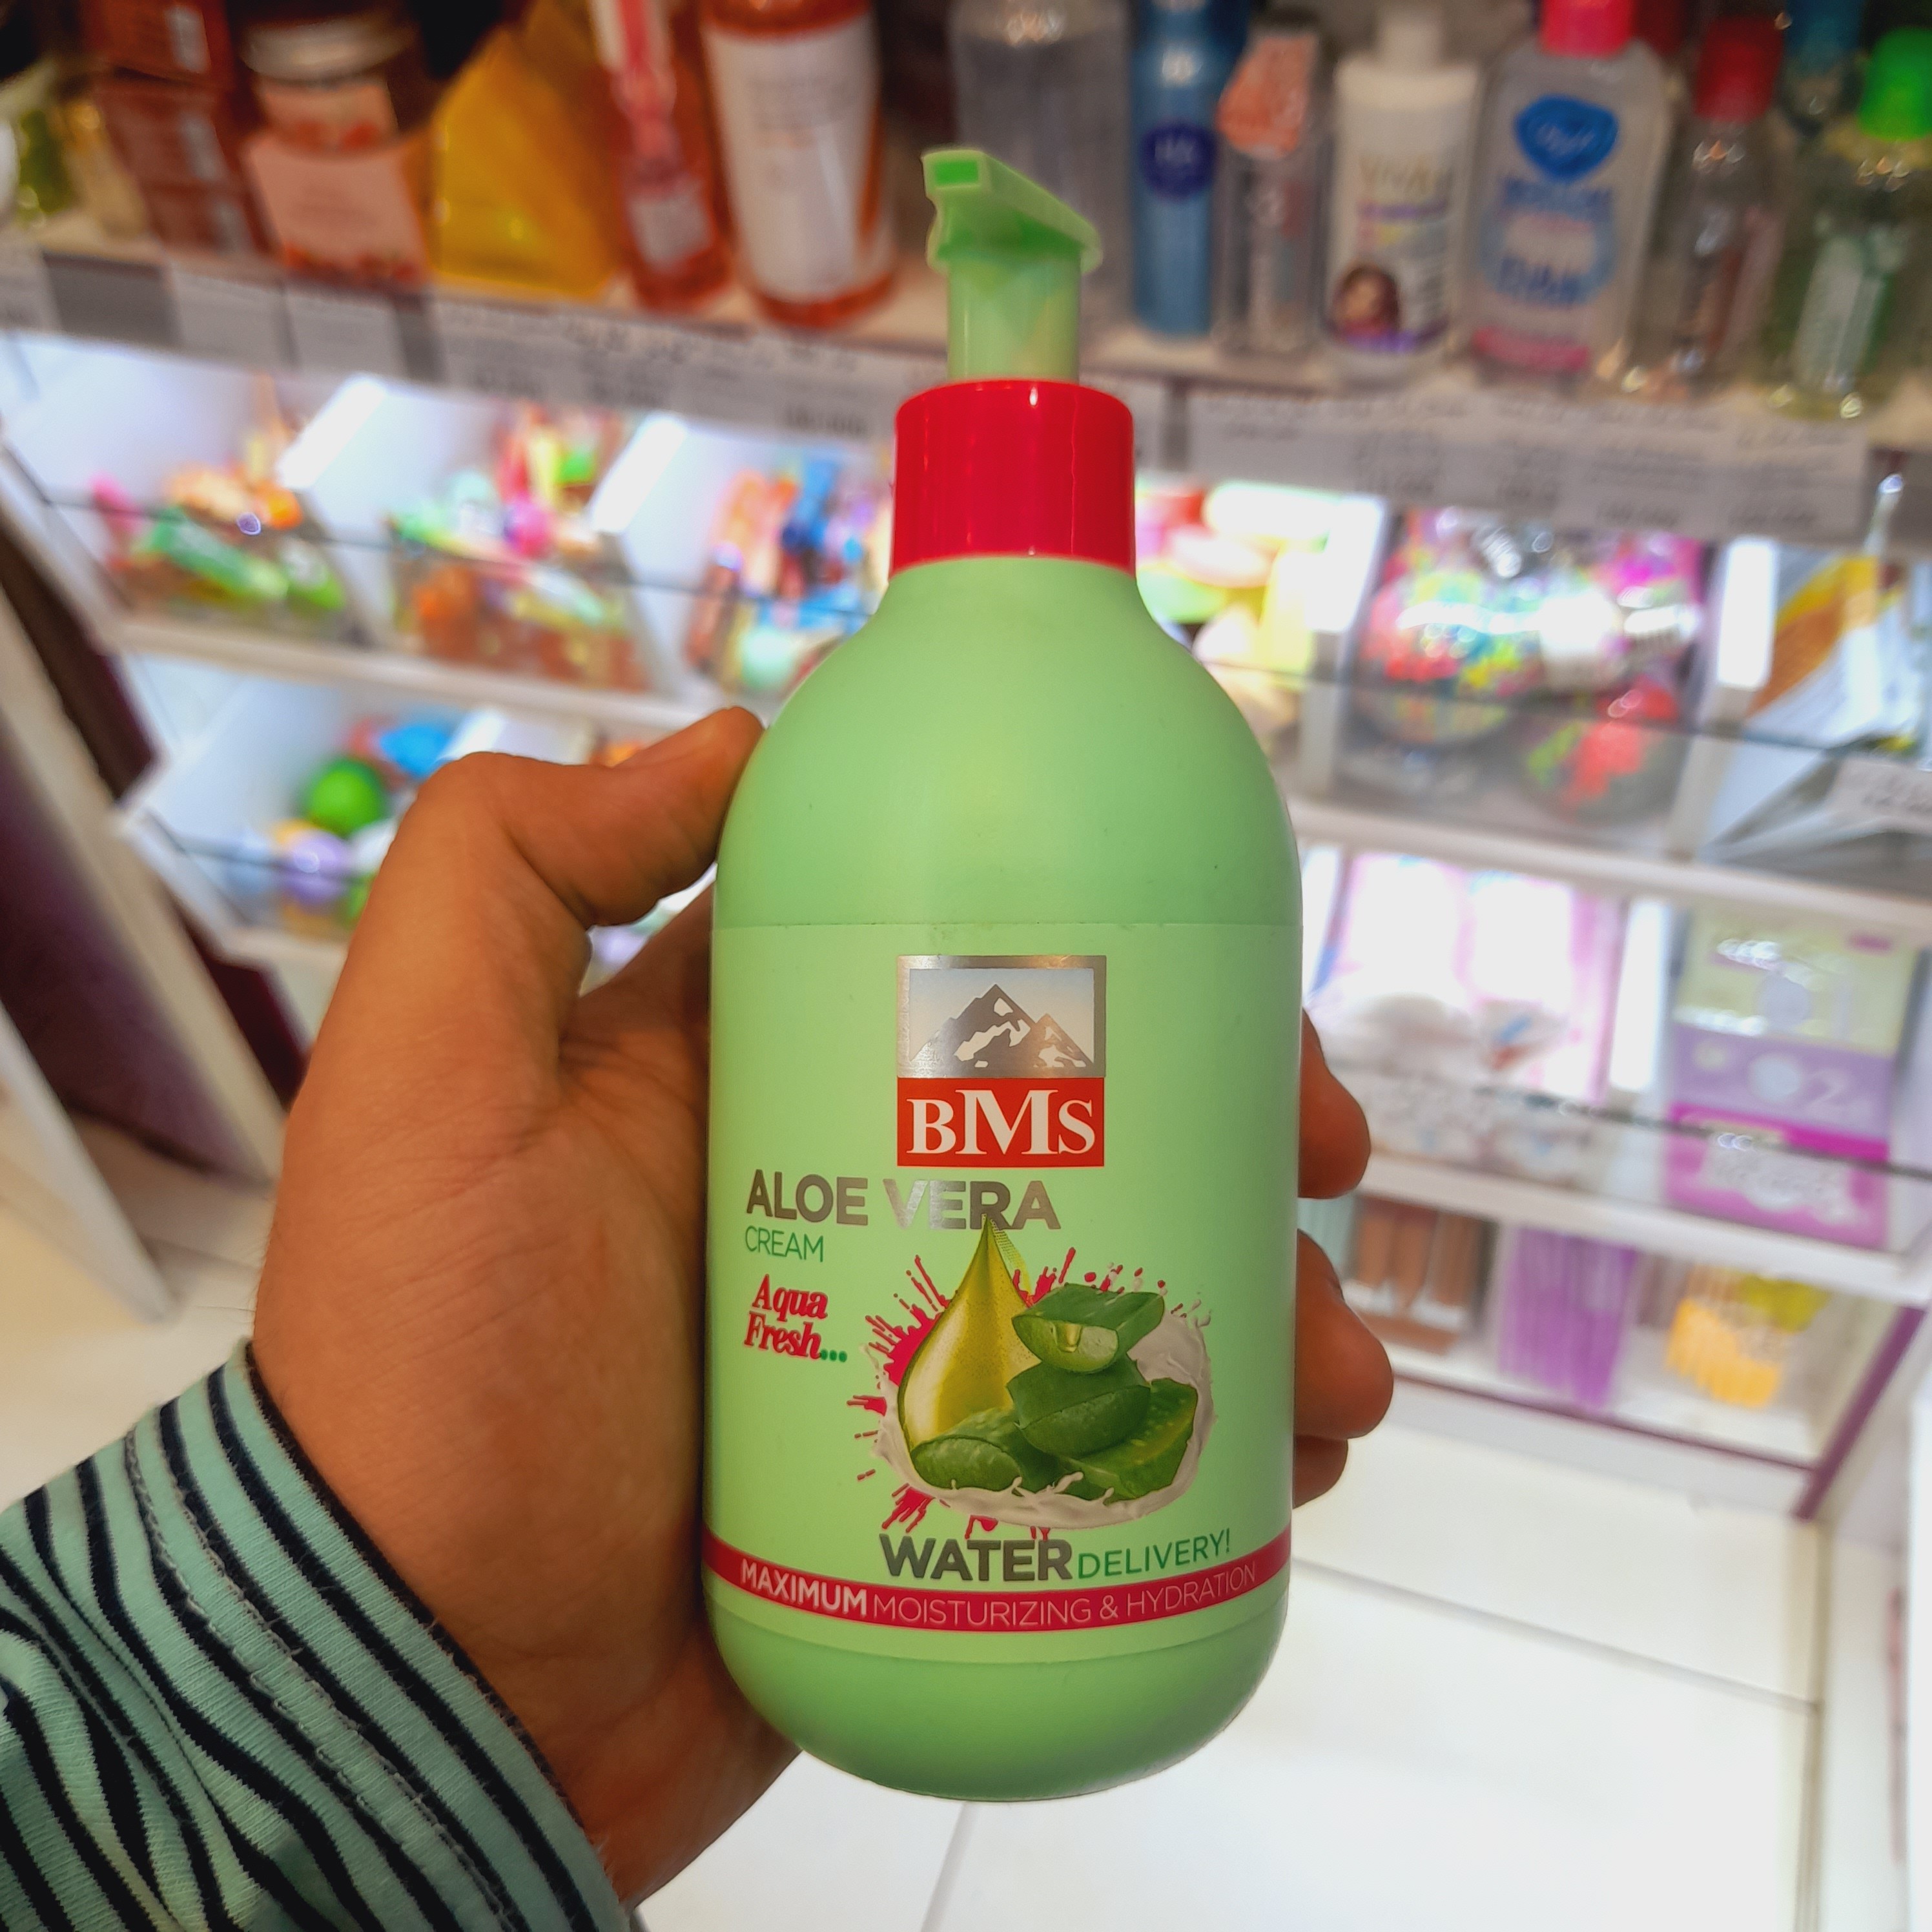 BMS
ALOE VERA
CREAM
Aqua
Fresh...
WATER DELIVERY!
MAXIMUM MOISTURIZING & HYDRATION